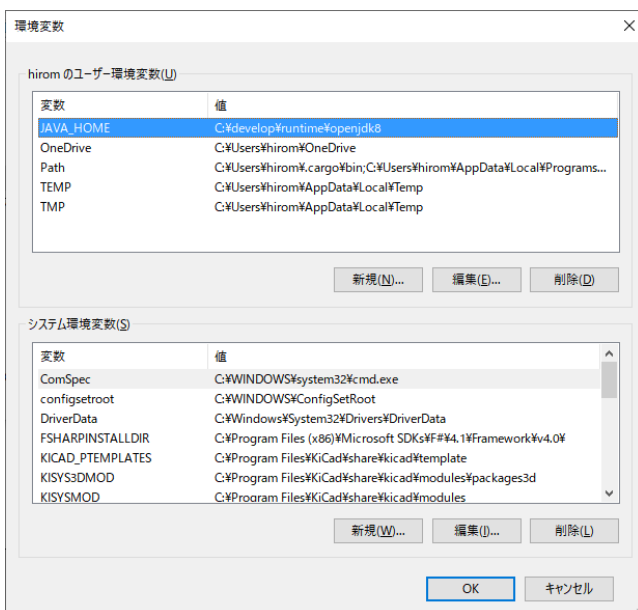 環境変数
hirom のユーザー環境変数(U)
変数 値
JAVA_HOME C:¥develop¥runtime¥openjdk8
OneDrive C:¥Users¥hirom¥OneDrive
Path C:¥Users¥hirom¥.cargo¥bin;C:¥Users¥hirom¥AppData¥Local¥Programs...
TEMP C:¥Users¥hirom¥AppData¥Local¥Temp
TMP C:¥Users¥hirom¥AppData¥Local¥Temp
新規(N)... 編集(E)... 削除(D)
システム環境変数(S)
変数 値
ComSpec C:¥WINDOWS¥system32¥cmd.exe
configsetroot C:¥WINDOWS¥ConfigSetRoot
DriverData C:¥Windows¥System32¥Drivers¥DriverData
FSHARPINSTALLDIR C:¥Program Files (x86)¥Microsoft SDKs¥F#¥4.1¥Framework¥v4.0¥
KICAD_PTEMPLATES C:¥Program Files¥KiCad¥share¥kicad¥template
KISYS3DMOD C:¥Program Files¥KiCad¥share¥kicad¥modules¥packages3d
KISYSMOD C:¥Program Files¥KiCad¥share¥kicad¥modules
新規(W)... 編集(I)... 削除(L)
OK キャンセル